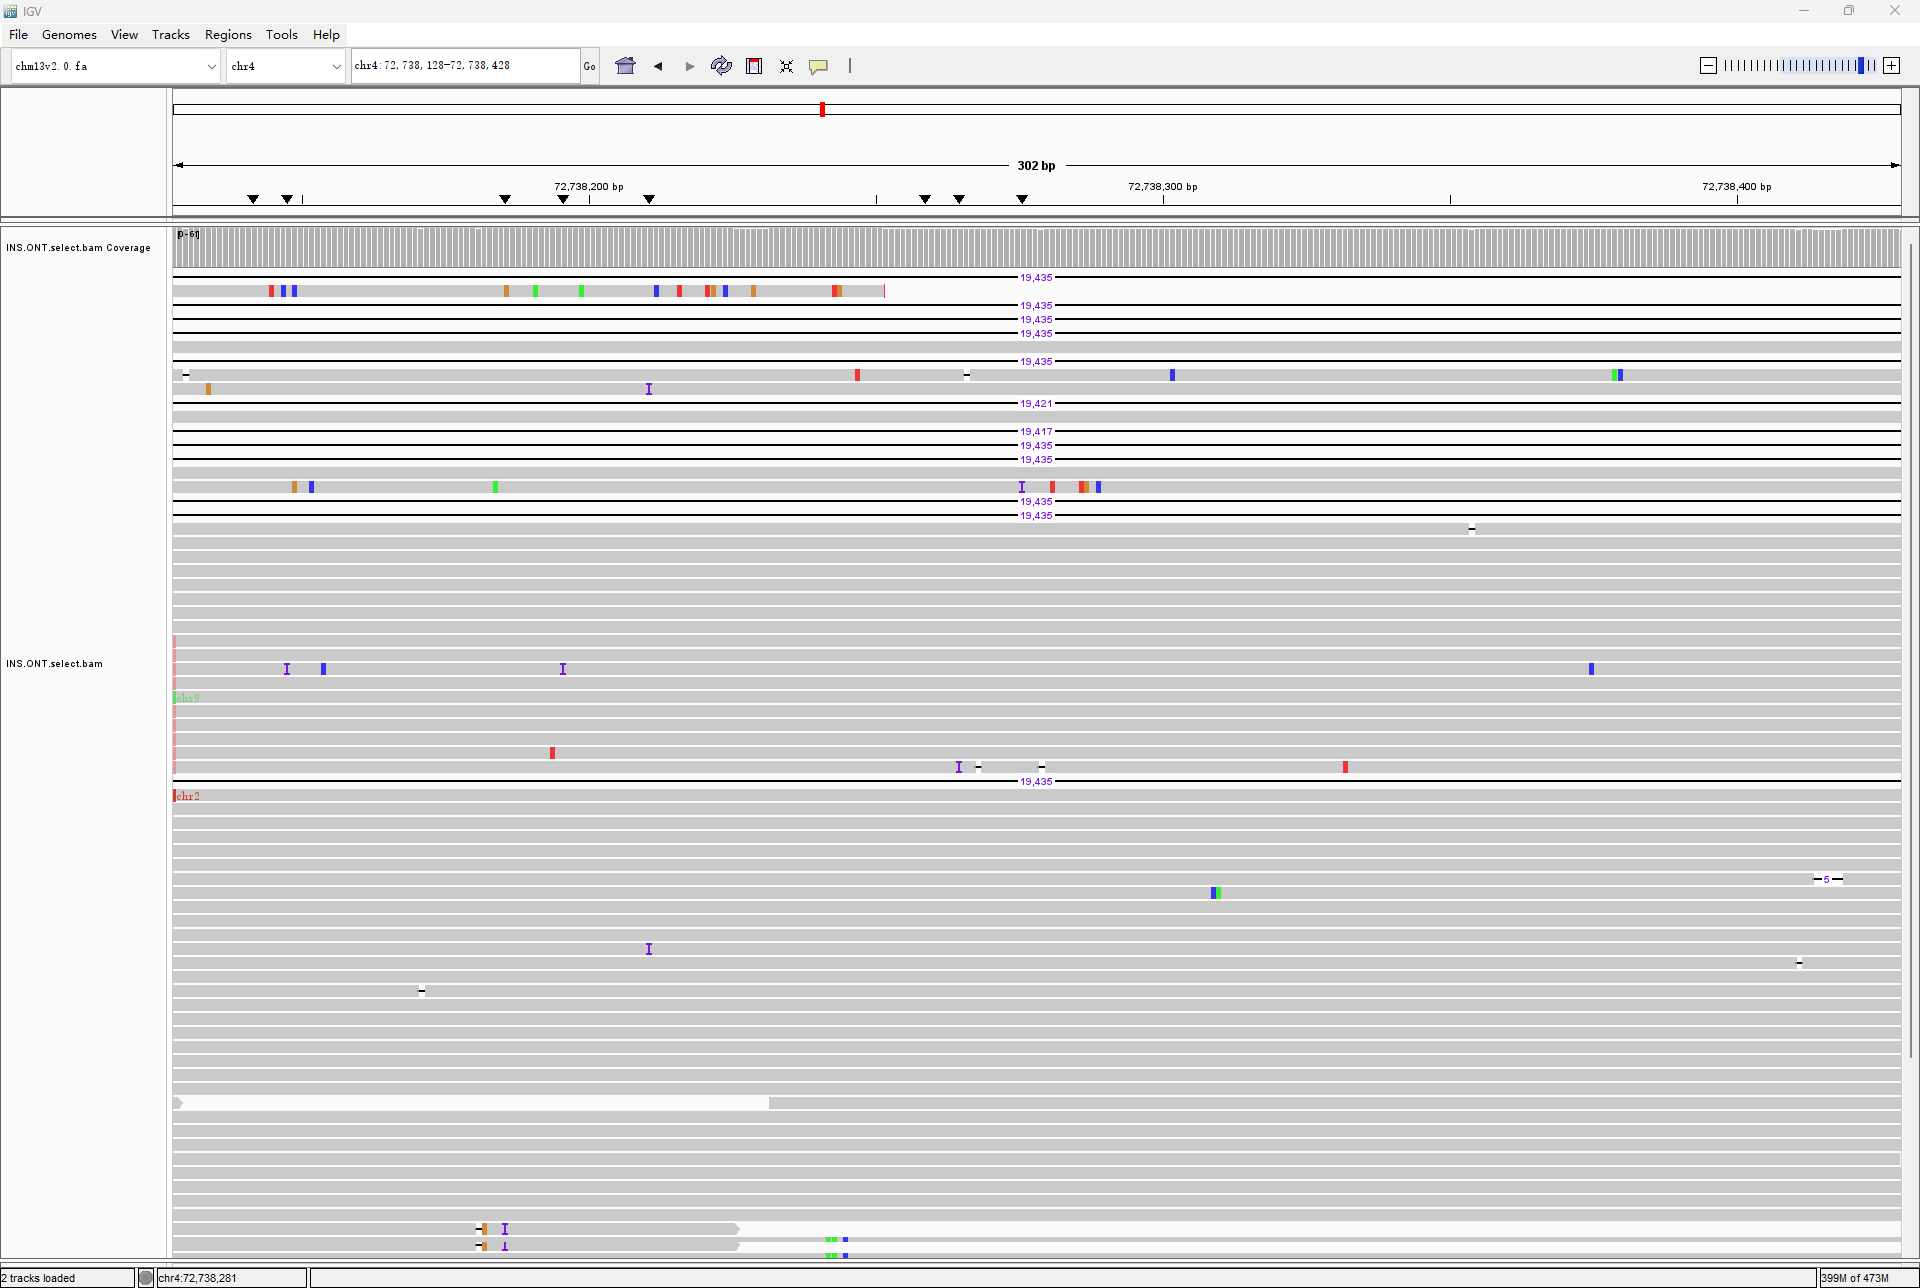 IGV
File Genomes View Tracks Regions Tools Help
chm13v2.0.fa chr4 chr4:72,738,128-72,738,428 Go
302 bp
72,738,200 bp 72,738,300 bp 72,738,400 bp
INS.ONT.select.bam Coverage
19,435
19,435
19,435
19,435
19,435
19,421
19,417
19,435
19,435
19,435
19,435
INS.ONT.select.bam
chr9
19,435
chr2
5
2 tracks loaded chr4:72,738,281 399M of 473M